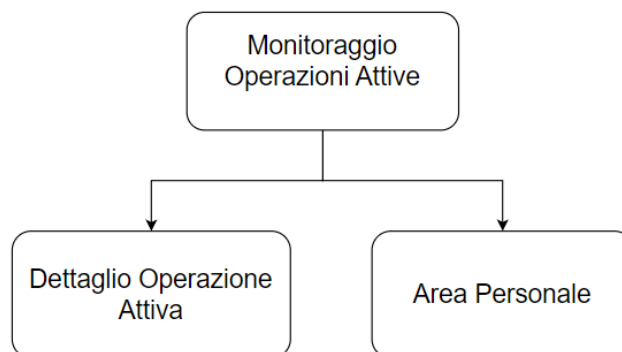 Monitoraggio
Operazioni Attive
Dettaglio Operazione
Attiva
Area Personale